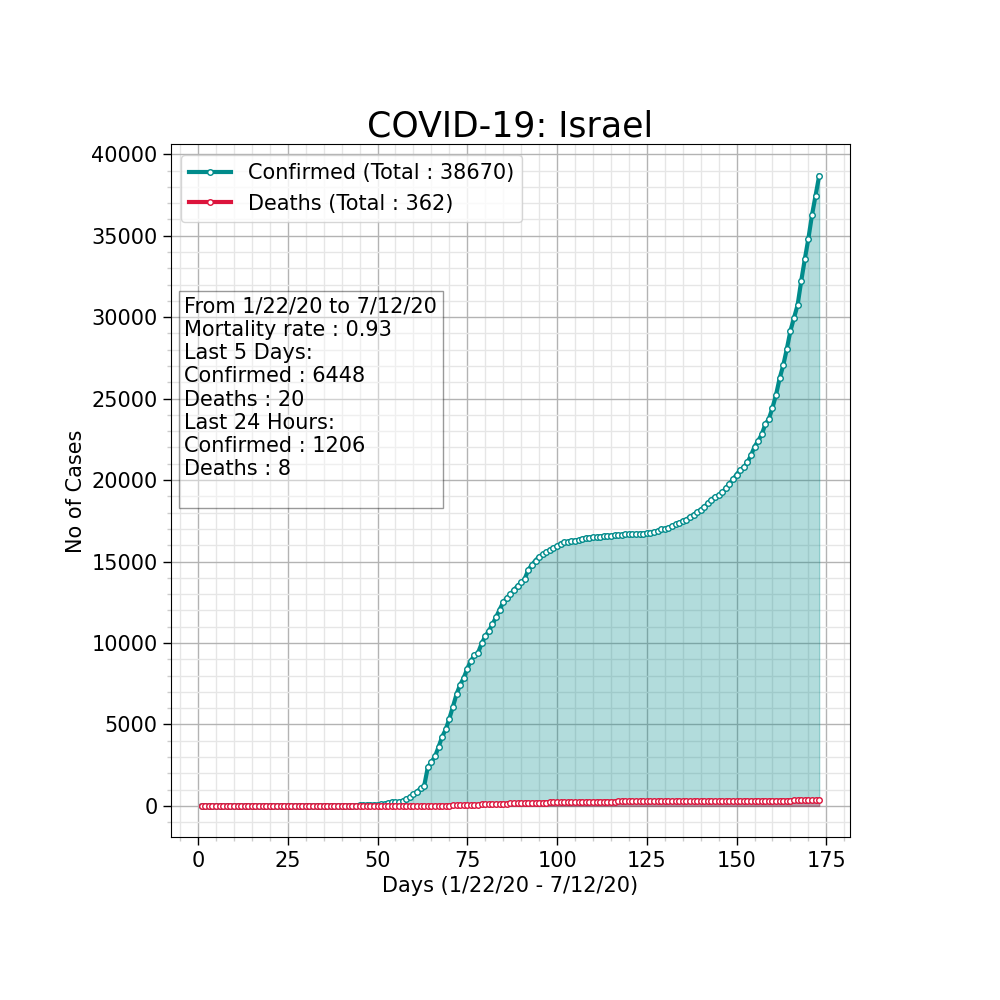 COVID-19: Israel
40000
35000
30000
25000
20000
15000
10000
5000
0
No of Cases
Confirmed (Total : 38670)
Deaths (Total : 362)
From 1/22/20 to 7/12/20
Mortality rate : 0.93
Last 5 Days:
Confirmed : 6448
Deaths : 20
Last 24 Hours:
Confirmed : 1206
Deaths : 8
0 25 50 75 100 125 150 175
Days (1/22/20 - 7/12/20)